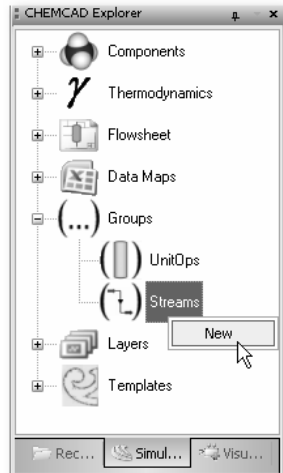 CHEMCAD Explorer
Components
γ Thermodynamics
Flowsheet
Data Maps
(...) Groups
UnitOps
Streams
New
Layers
Templates
Rec... Simul... Visu...